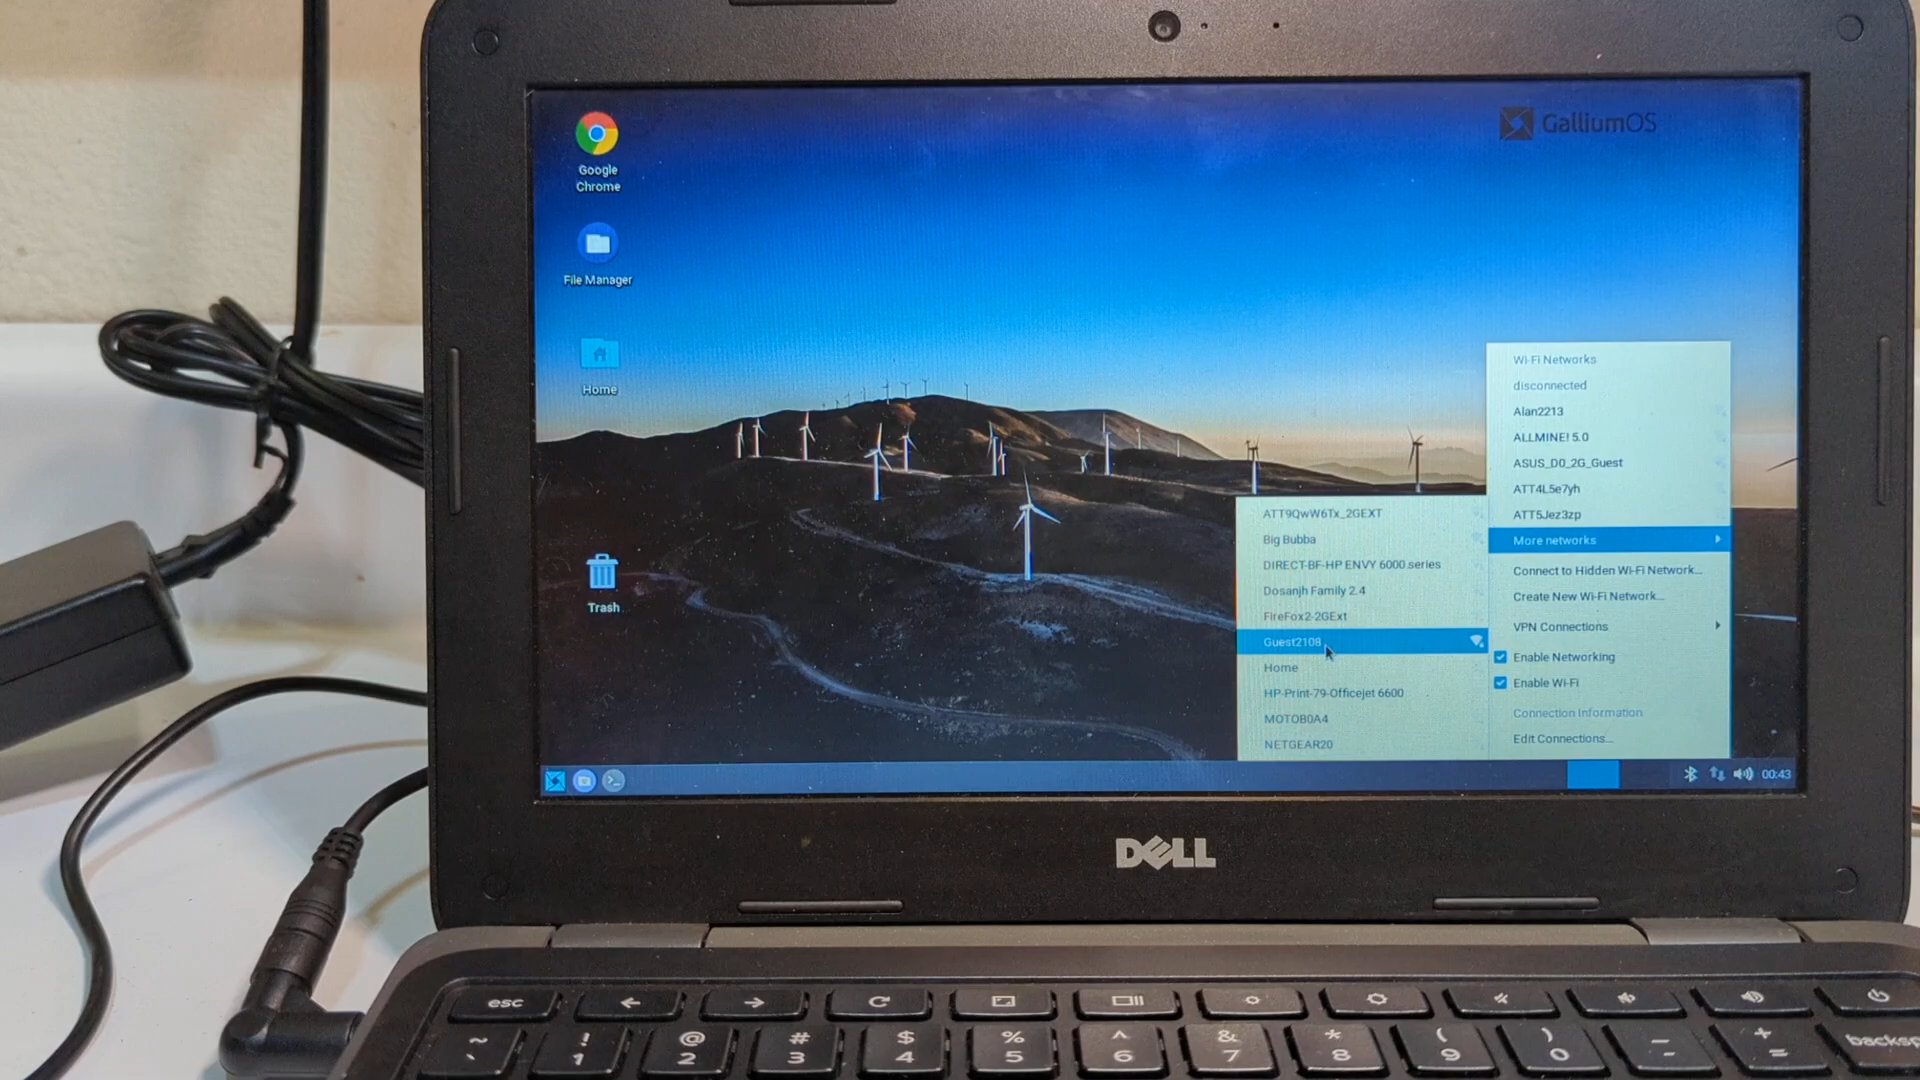 GalliumOS
Google
Chrome
File Manager
Home
Trash
Wi-Fi Networks
disconnected
Alan2213
ALLMINE! 5.0
ASUS_D0_2G_Guest
ATT4L5e7yh
ATT5Jez3zp
More networks
Connect to Hidden Wi-Fi Network...
Create New Wi-Fi Network...
VPN Connections
Enable Networking
Enable Wi-Fi
Connection Information
Edit Connections...
ATT9QwW6Tx_2GEXT
Big Bubba
DIRECT-BF-HP ENVY 6000 series
Dosanjh Family 2.4
FireFox2-2GExt
Guest2108
Home
HP-Print-79-Officejet 6600
MOTOB0A4
NETGEAR20
00:43
DELL
esc
~ ! @ # $ % ^ & * ( ) _ +
` 1 2 3 4 5 6 7 8 9 0 - =
backsp